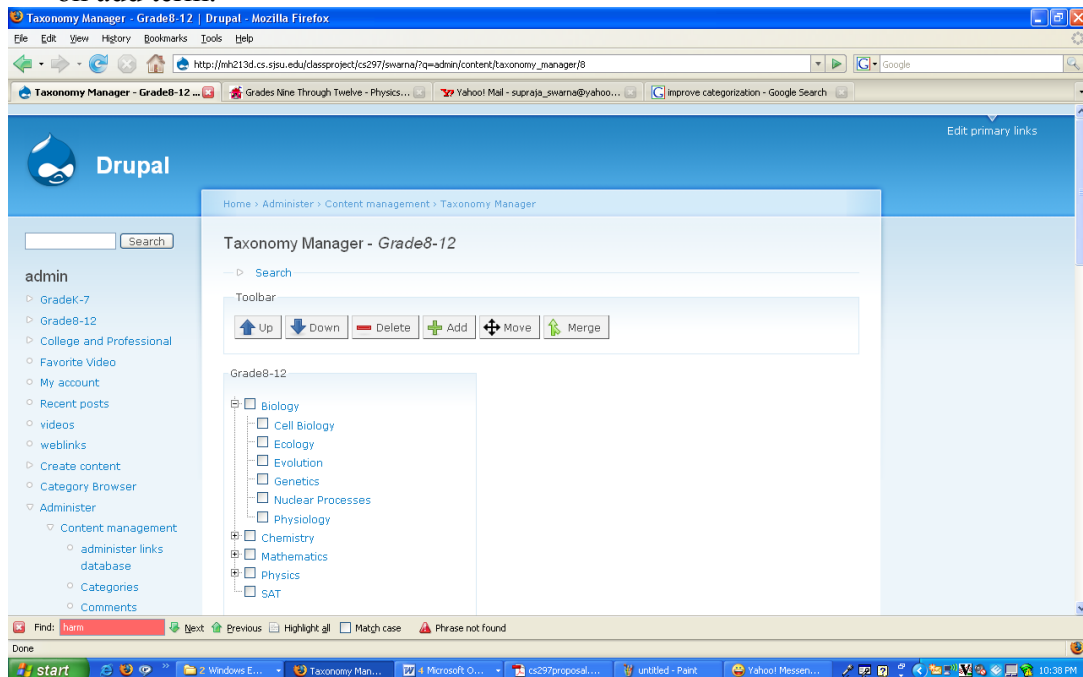 on add term.
Taxonomy Manager - Grade8-12 | Drupal - Mozilla Firefox
File Edit View History Bookmarks Tools Help
http://mh213d.cs.sjsu.edu/classproject/cs297/swarna/?q=admin/content/taxonomy_manager/8
Google
Taxonomy Manager - Grade8-12 ... Grades Nine Through Twelve - Physics... Yahoo! Mail - supraja_swarna@yahoo... improve categorization - Google Search
Edit primary links
Drupal
Home › Administer › Content management › Taxonomy Manager
Search
admin
GradeK-7
Grade8-12
College and Professional
Favorite Video
My account
Recent posts
videos
weblinks
Create content
Category Browser
Administer
Content management
administer links
database
Categories
Comments
Taxonomy Manager - Grade8-12
Search
Toolbar
Up Down Delete Add Move Merge
Grade8-12
Biology
Cell Biology
Ecology
Evolution
Genetics
Nuclear Processes
Physiology
Chemistry
Mathematics
Physics
SAT
Find: harm Next Previous Highlight all Match case Phrase not found
Done
start 2 Windows E... Taxonomy Man... 4 Microsoft O... cs297proposal.... untitled - Paint Yahoo! Messen... 10:38 PM